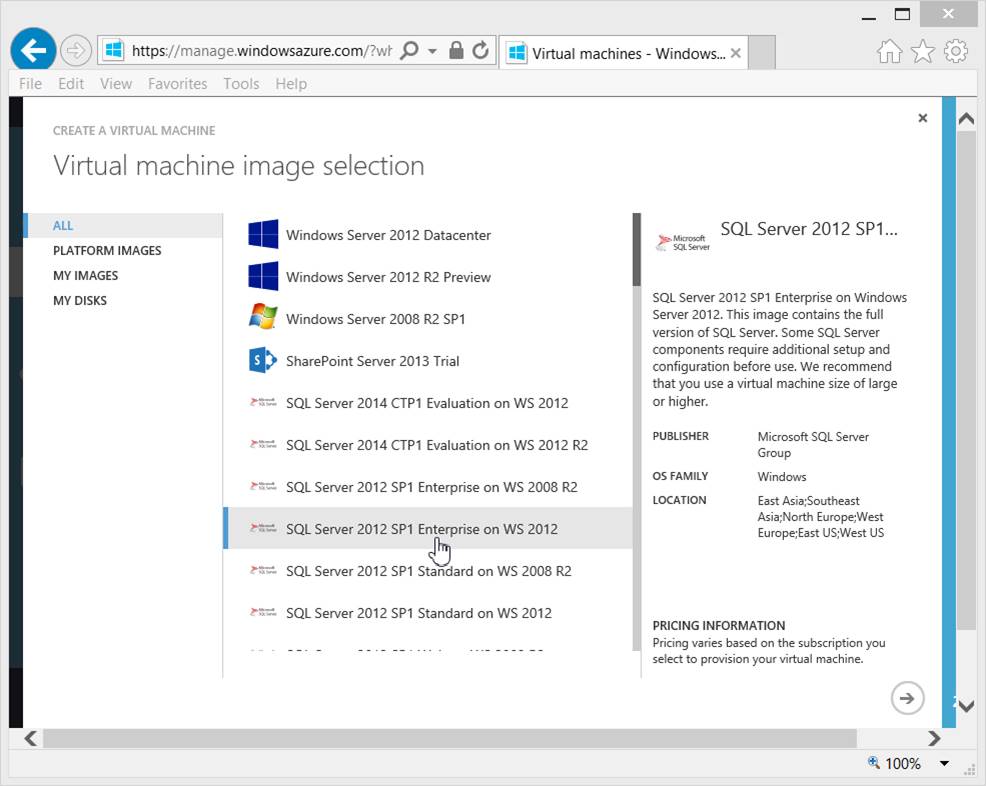 https://manage.windowsazure.com/?wh
Virtual machines - Windows...
File Edit View Favorites Tools Help
CREATE A VIRTUAL MACHINE
Virtual machine image selection
ALL
PLATFORM IMAGES
MY IMAGES
MY DISKS
Windows Server 2012 Datacenter
Windows Server 2012 R2 Preview
Windows Server 2008 R2 SP1
SharePoint Server 2013 Trial
SQL Server 2014 CTP1 Evaluation on WS 2012
SQL Server 2014 CTP1 Evaluation on WS 2012 R2
SQL Server 2012 SP1 Enterprise on WS 2008 R2
SQL Server 2012 SP1 Enterprise on WS 2012
SQL Server 2012 SP1 Standard on WS 2008 R2
SQL Server 2012 SP1 Standard on WS 2012
Microsoit
SQL Server
SQL Server 2012 SP1...
SQL Server 2012 SP1 Enterprise on Windows
Server 2012. This image contains the full
version of SQL Server. Some SQL Server
components require additional setup and
configuration before use. We recommend
that you use a virtual machine size of large
or higher.
PUBLISHER Microsoft SQL Server
Group
OS FAMILY Windows
LOCATION East Asia;Southeast
Asia;North Europe;West
Europe;East US;West US
PRICING INFORMATION
Pricing varies based on the subscription you
select to provision your virtual machine.
100%